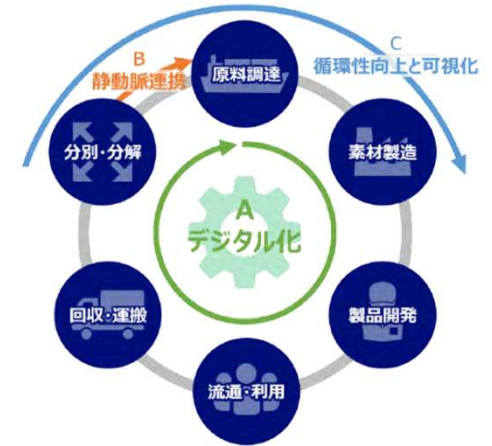 B
静動脈連携
C
循環性向上と可視化
原料調達
分別・分解
素材製造
A
デジタル化
回収・運搬
製品開発
流通・利用